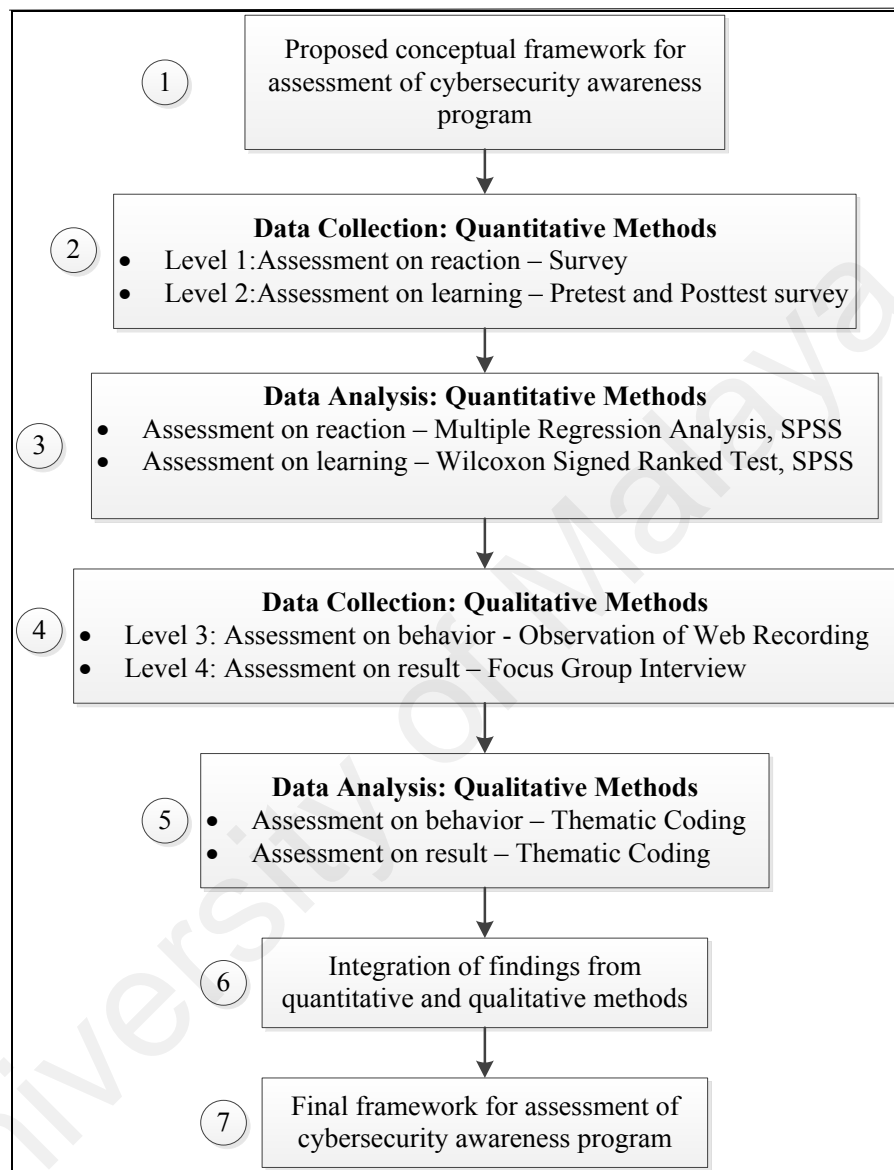 1
Proposed conceptual framework for
assessment of cybersecurity awareness
program
2
Data Collection: Quantitative Methods
• Level 1:Assessment on reaction – Survey
• Level 2:Assessment on learning – Pretest and Posttest survey
3
Data Analysis: Quantitative Methods
• Assessment on reaction – Multiple Regression Analysis, SPSS
• Assessment on learning – Wilcoxon Signed Ranked Test, SPSS
4
Data Collection: Qualitative Methods
• Level 3: Assessment on behavior - Observation of Web Recording
• Level 4: Assessment on result – Focus Group Interview
5
Data Analysis: Qualitative Methods
• Assessment on behavior – Thematic Coding
• Assessment on result – Thematic Coding
6
Integration of findings from
quantitative and qualitative methods
7
Final framework for assessment of
cybersecurity awareness program
University of Malaya